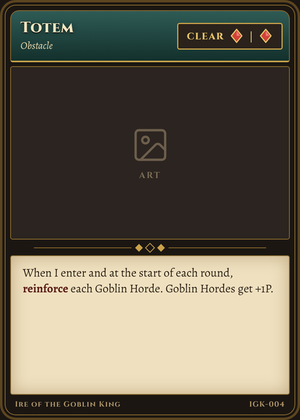 Totem
Obstacle
CLEAR |
ART
When I enter and at the start of each round,
reinforce each Goblin Horde. Goblin Hordes get +1P.
Ire of the Goblin King
IGK-004